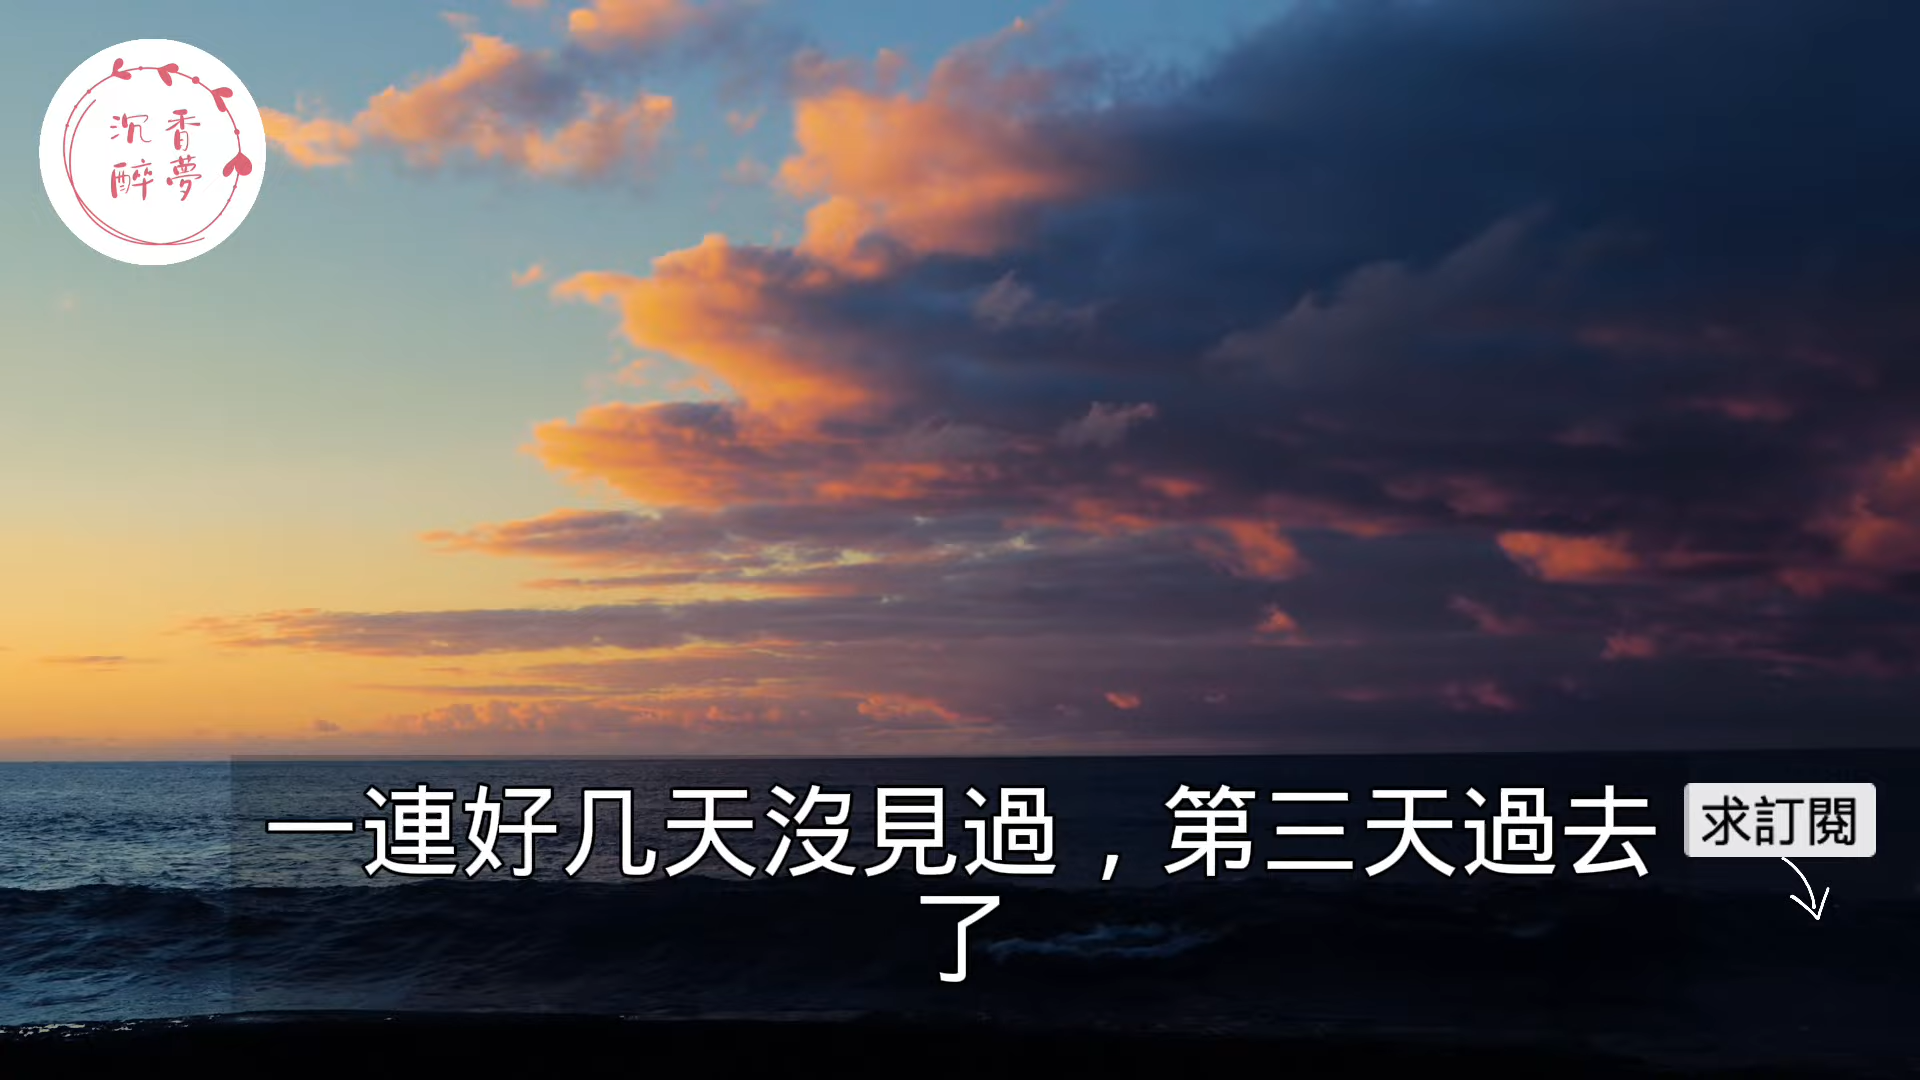 沉香
醉夢
一連好几天沒見過，第三天過去
了
求訂閱